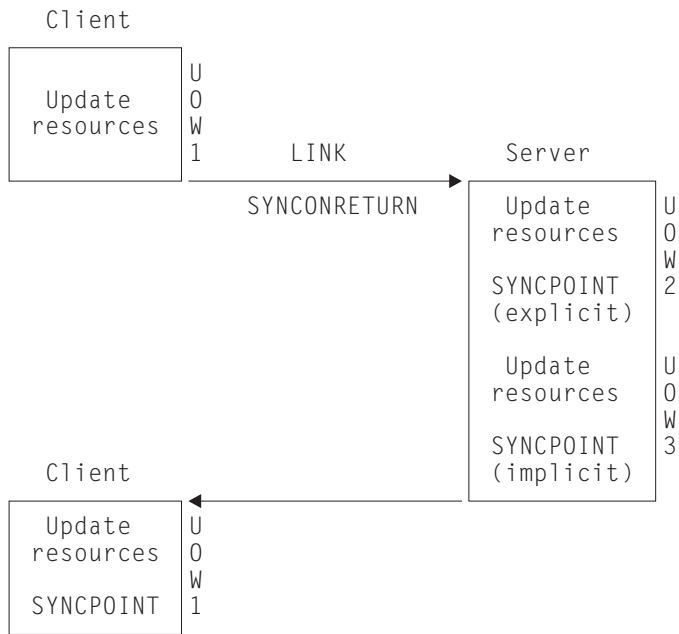 Client
Update
resources
U
O
W
1
LINK
SYNCONRETURN
Server
Update
resources
SYNCPOINT
(explicit)
U
O
W
2
Update
resources
SYNCPOINT
(implicit)
U
O
W
3
Client
Update
resources
SYNCPOINT
U
O
W
1